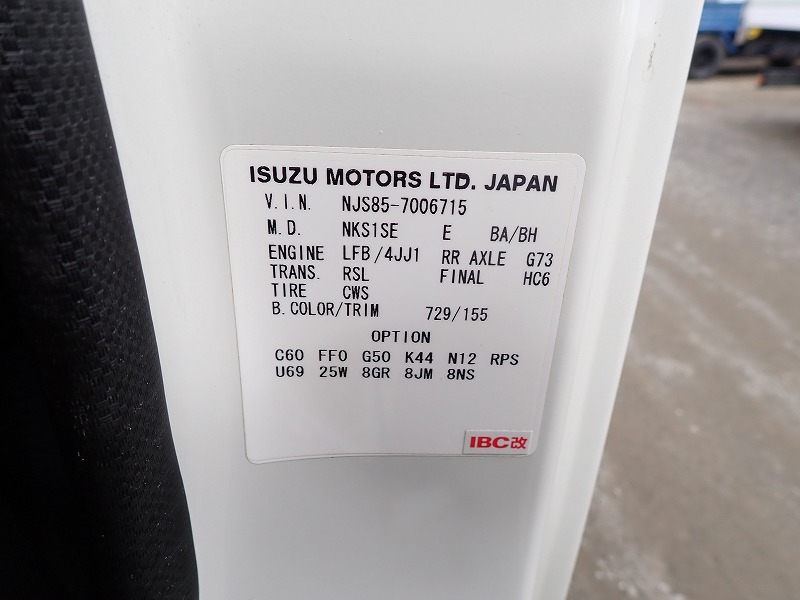 ISUZU MOTORS LTD. JAPAN
V.I.N. NJS85-7006715
M.D. NKS1SE E BA/BH
ENGINE LFB/4JJ1 RR AXLE G73
TRANS. RSL FINAL HC6
TIRE CWS
B.COLOR/TRIM 729/155
OPTION
C60 FF0 G50 K44 N12 RPS
U69 25W 8GR 8JM 8NS
IBC改